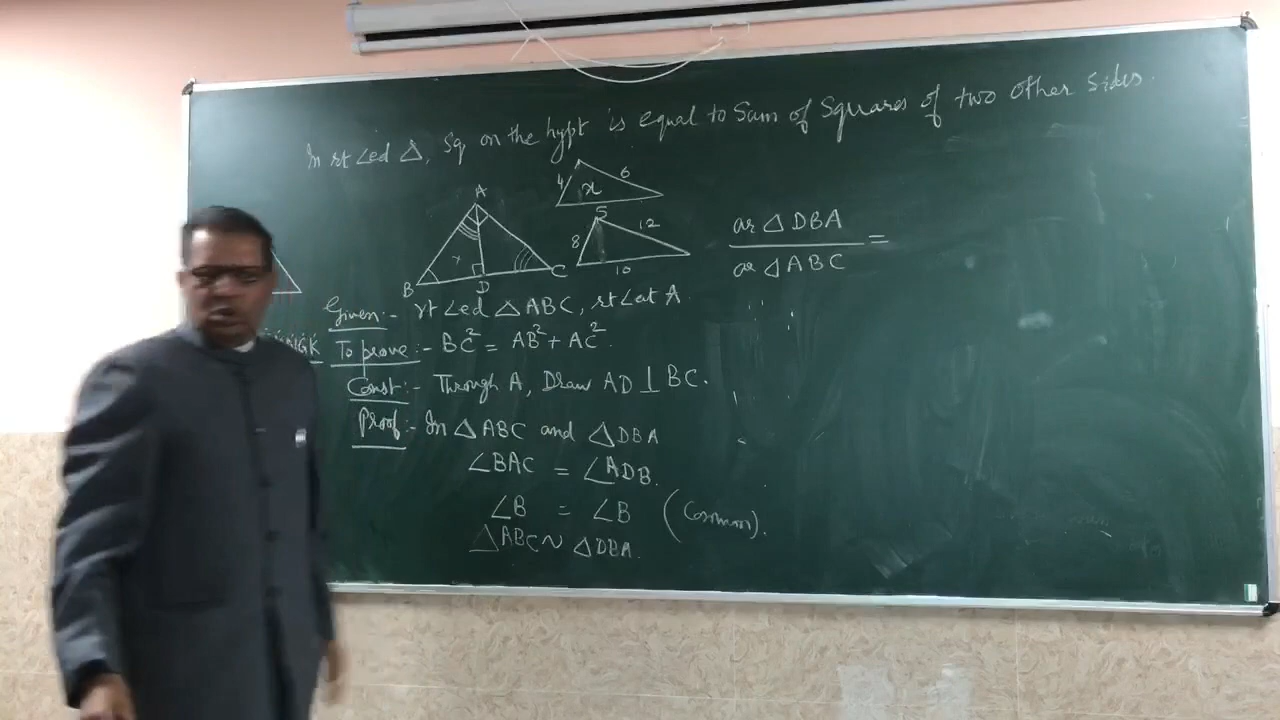 In rt ∠ed △, Sq on the hypt is equal to Sum of Squares of two other sides.
A
4 x 6
A
B D C
x
S
8 12
10
ar △ DBA
ar △ ABC
=
Given:- rt ∠ed △ ABC, rt∠at A.
To prove:- BC² = AB² + AC².
Const:- Through A, Draw AD ⊥ BC.
Proof:- In △ ABC and △ DBA
∠BAC = ∠ADB.
∠B = ∠B (Common).
△ABC ~ △DBA.